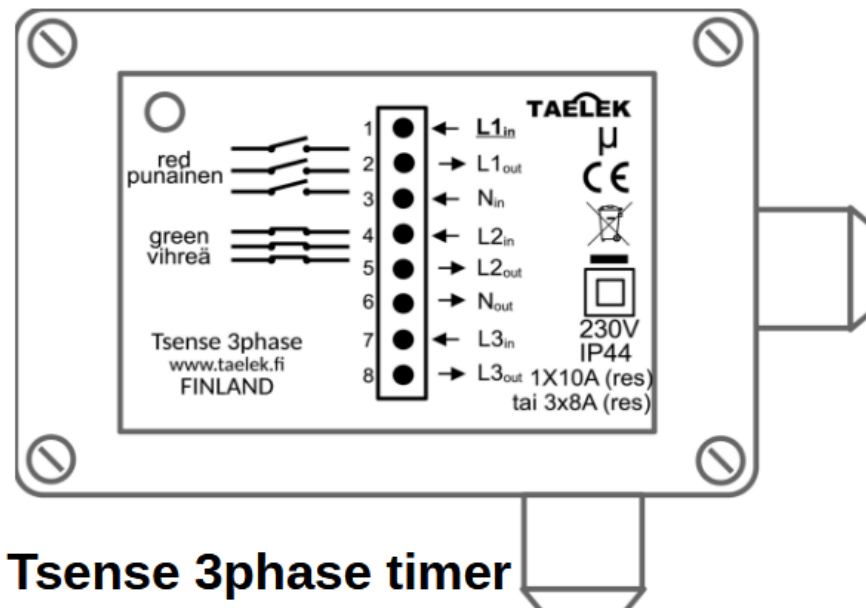 TAELEK
µ
CE
red
punainen
green
vihreä
1 L1in
2 L1out
3 Nin
4 L2in
5 L2out
6 Nout
7 L3in
8 L3out
Tsense 3phase
www.taelek.fi
FINLAND
230V
IP44
1X10A (res)
tai 3x8A (res)
Tsense 3phase timer